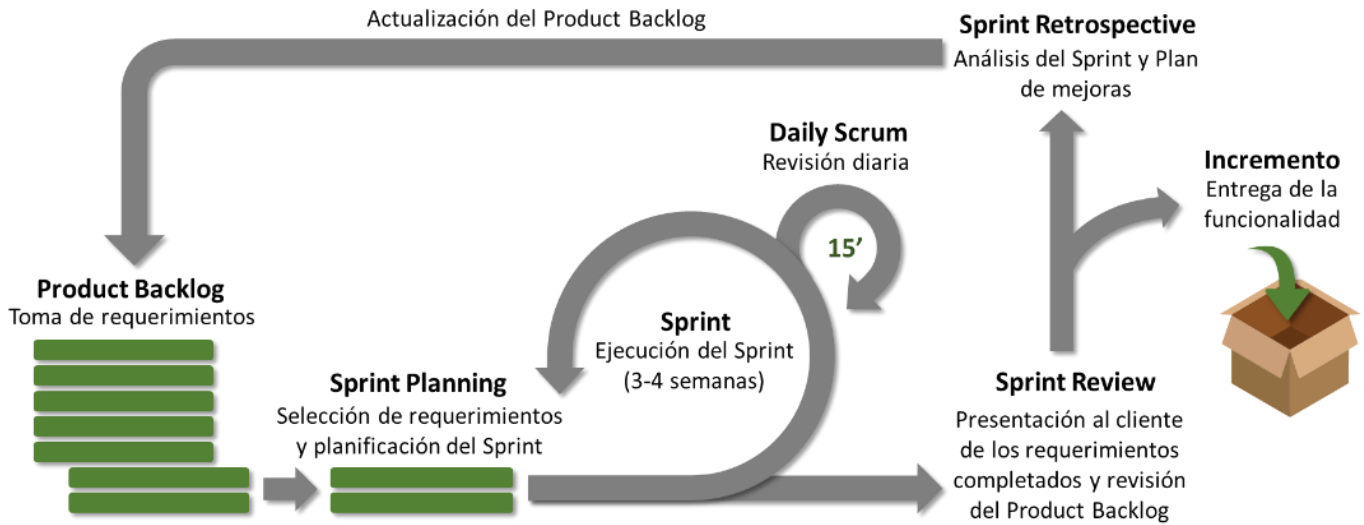 Actualización del Product Backlog
Sprint Retrospective
Análisis del Sprint y Plan
de mejoras
Daily Scrum
Revisión diaria
15’
Incremento
Entrega de la
funcionalidad
Product Backlog
Toma de requerimientos
Sprint
Ejecución del Sprint
(3-4 semanas)
Sprint Planning
Selección de requerimientos
y planificación del Sprint
Sprint Review
Presentación al cliente
de los requerimientos
completados y revisión
del Product Backlog